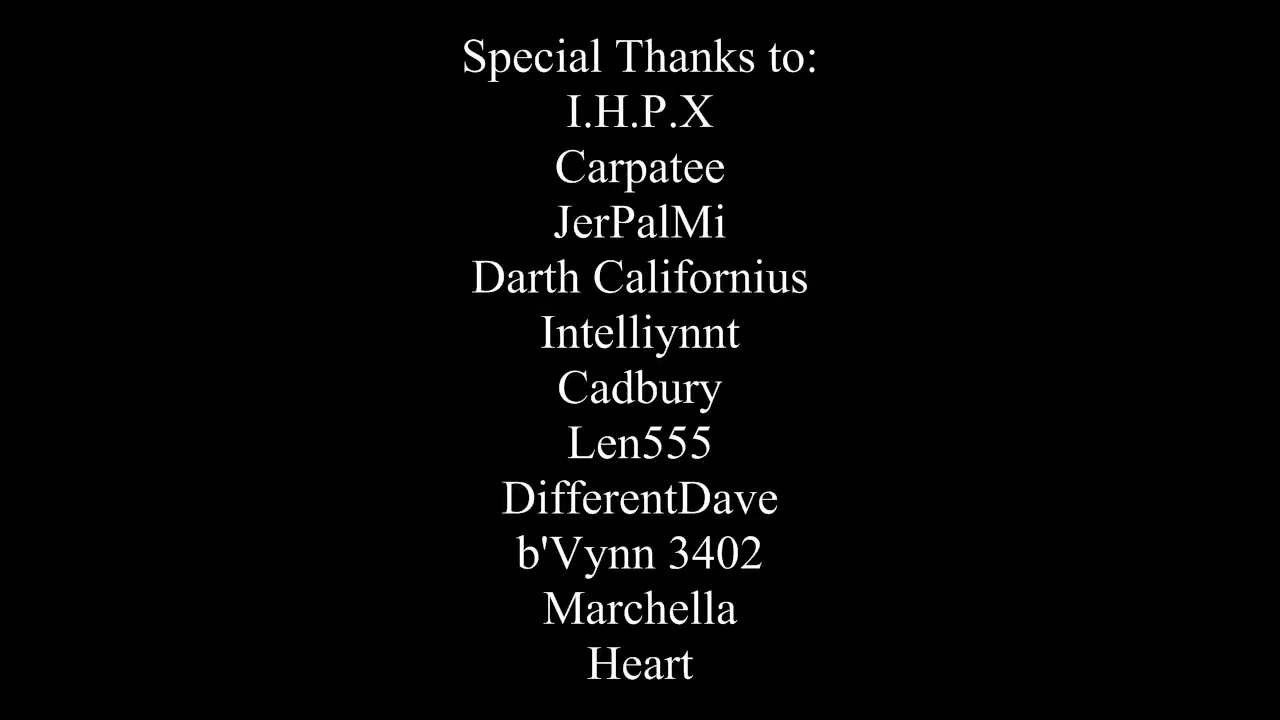 Special Thanks to:
I.H.P.X
Carpatee
JerPalMi
Darth Californius
Intelliynnt
Cadbury
Len555
DifferentDave
b'Vynn 3402
Marchella
Heart